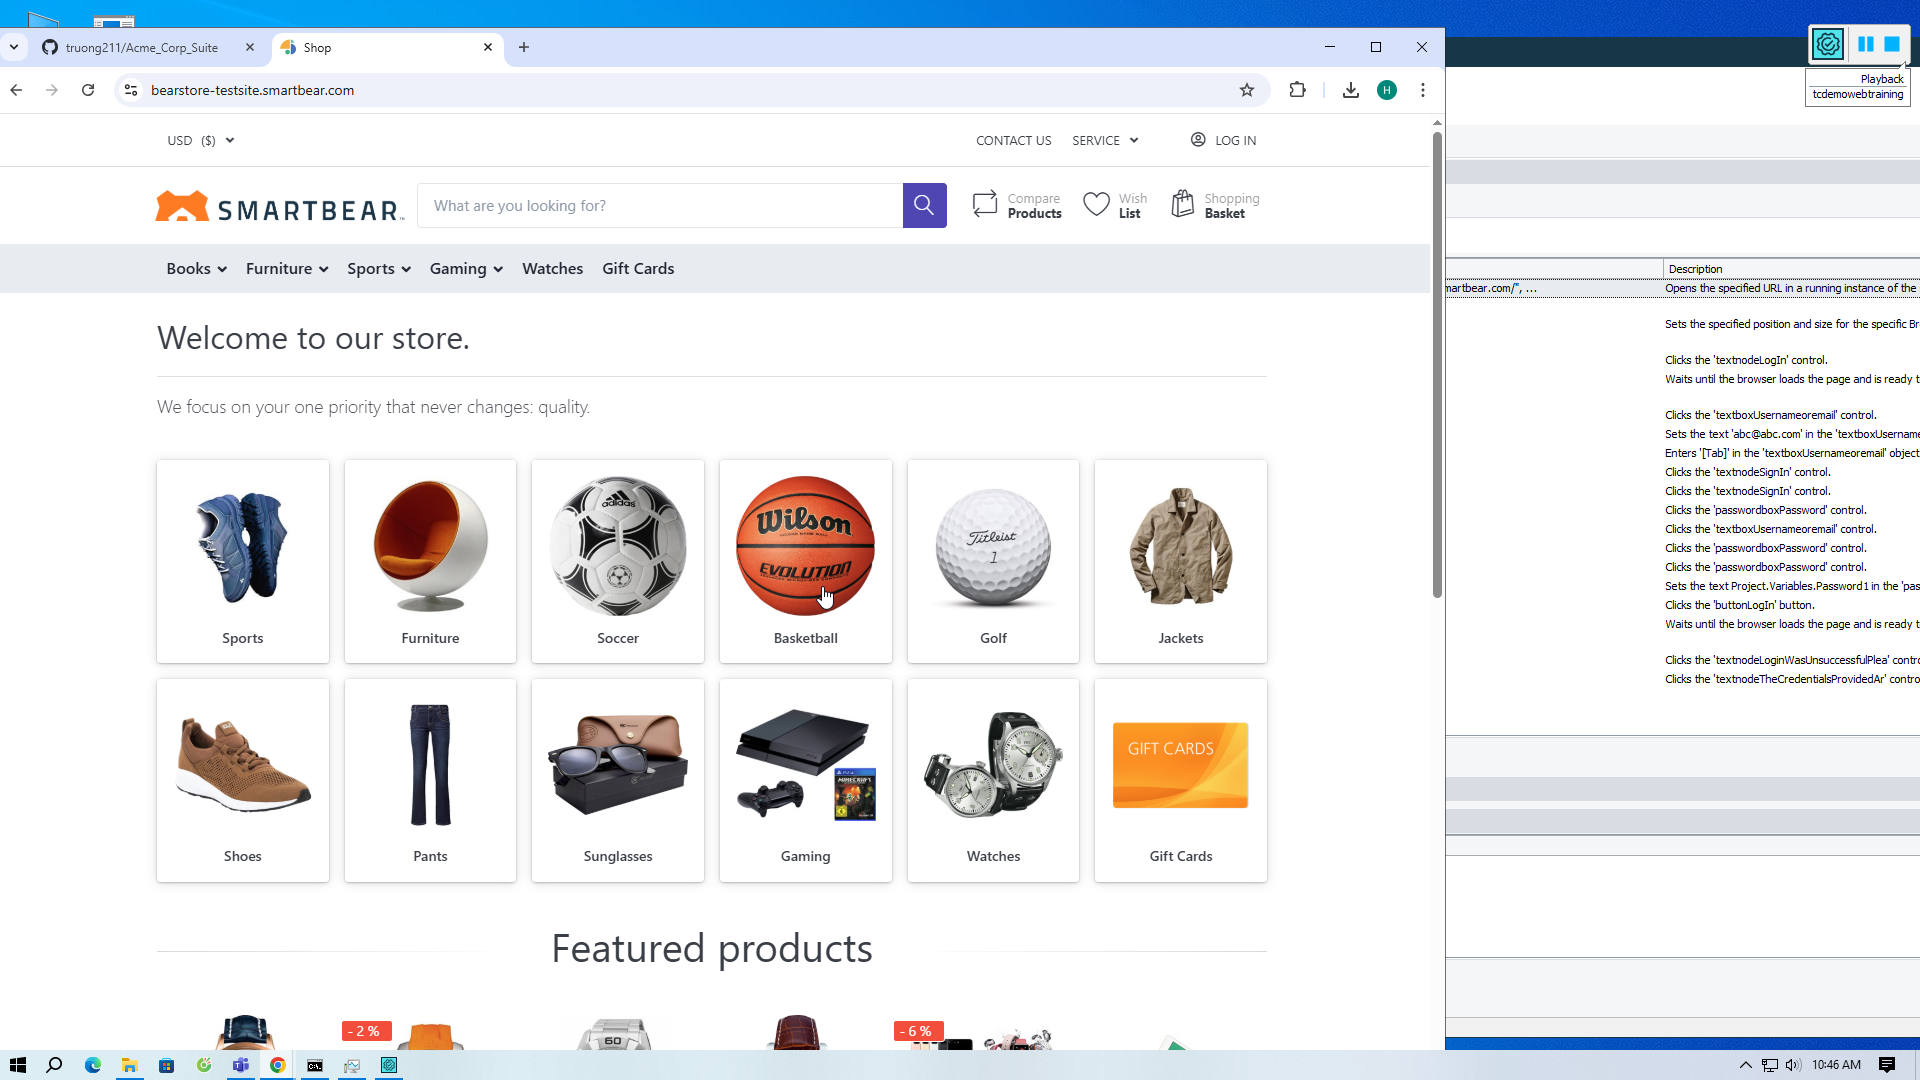 truong211/Acme_Corp_Suite
Shop
bearstore-testsite.smartbear.com
H
Playback
tcdemowebtraining
USD ($)
CONTACT US
SERVICE
LOG IN
SMARTBEAR
What are you looking for?
Compare
Products
Wish
List
Shopping
Basket
Books
Furniture
Sports
Gaming
Watches
Gift Cards
Welcome to our store.
We focus on your one priority that never changes: quality.
adidas
Wilson
EVOLUTION
Titleist
1
Sports
Furniture
Soccer
Basketball
Golf
Jackets
GIFT CARDS
MINECRAFT
Shoes
Pants
Sunglasses
Gaming
Watches
Gift Cards
Featured products
- 2 %
60
- 6 %
Description
martbear.com/", ...
Opens the specified URL in a running instance of the
Sets the specified position and size for the specific Br
Clicks the 'textnodeLogIn' control.
Waits until the browser loads the page and is ready t
Clicks the 'textboxUsernameoremail' control.
Sets the text 'abc@abc.com' in the 'textboxUsername
Enters '[Tab]' in the 'textboxUsernameoremail' object
Clicks the 'textnodeSignIn' control.
Clicks the 'textnodeSignIn' control.
Clicks the 'passwordboxPassword' control.
Clicks the 'textboxUsernameoremail' control.
Clicks the 'passwordboxPassword' control.
Clicks the 'passwordboxPassword' control.
Sets the text Project.Variables.Password1 in the 'pas
Clicks the 'buttonLogIn' button.
Waits until the browser loads the page and is ready t
Clicks the 'textnodeLoginWasUnsuccessfulPlea' contro
Clicks the 'textnodeTheCredentialsProvidedAr' contro
10:46 AM